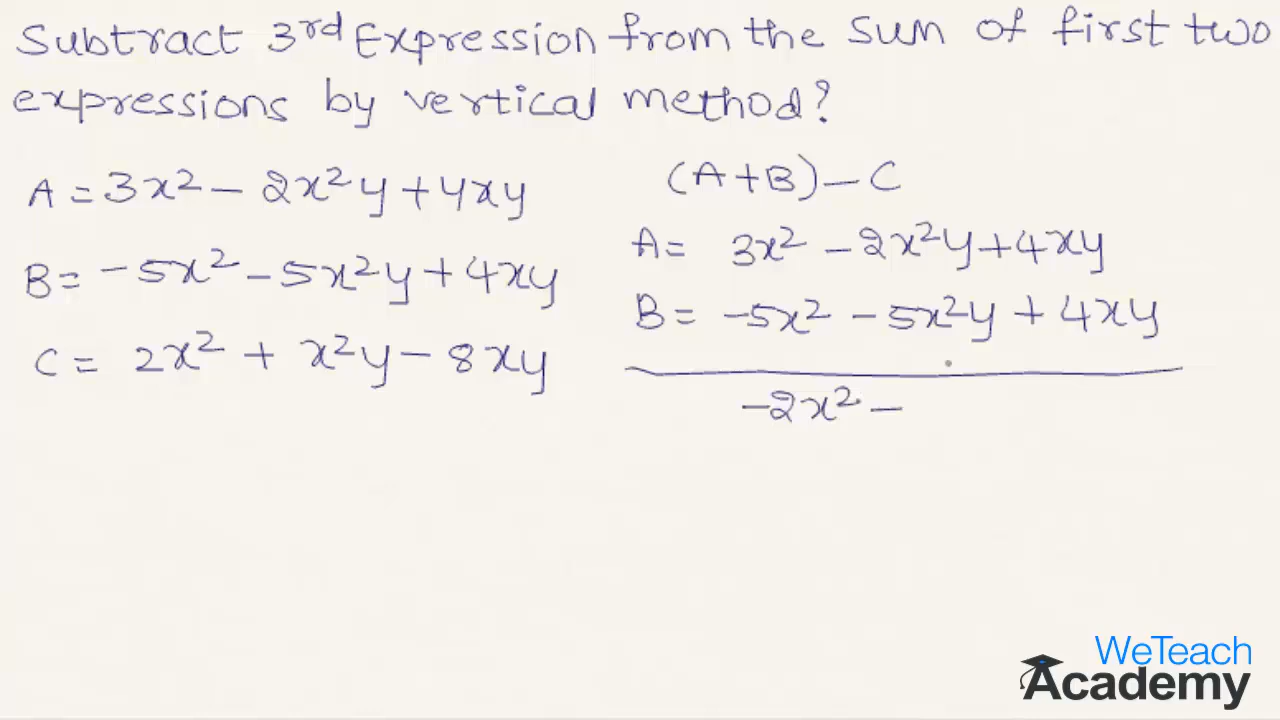 Subtract 3rd Expression from the sum of first two
expressions by vertical method?
A = 3x² - 2x²y + 4xy
B = -5x² - 5x²y + 4xy
C = 2x² + x²y - 8xy
(A+B) - C
A = 3x² - 2x²y + 4xy
B = -5x² - 5x²y + 4xy
-2x² -
WeTeach
Academy